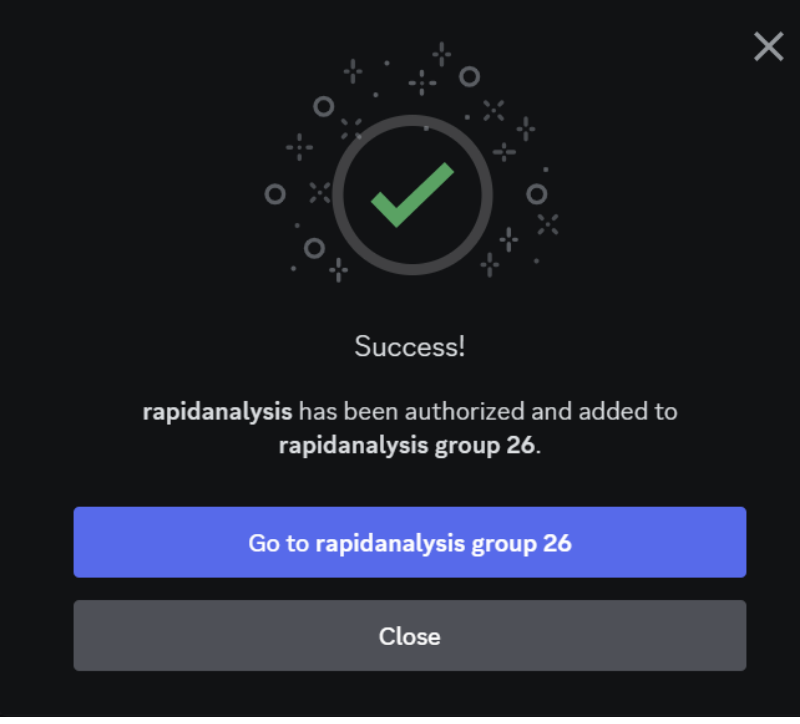 Success!
rapidanalysis has been authorized and added to
rapidanalysis group 26.
Go to rapidanalysis group 26
Close